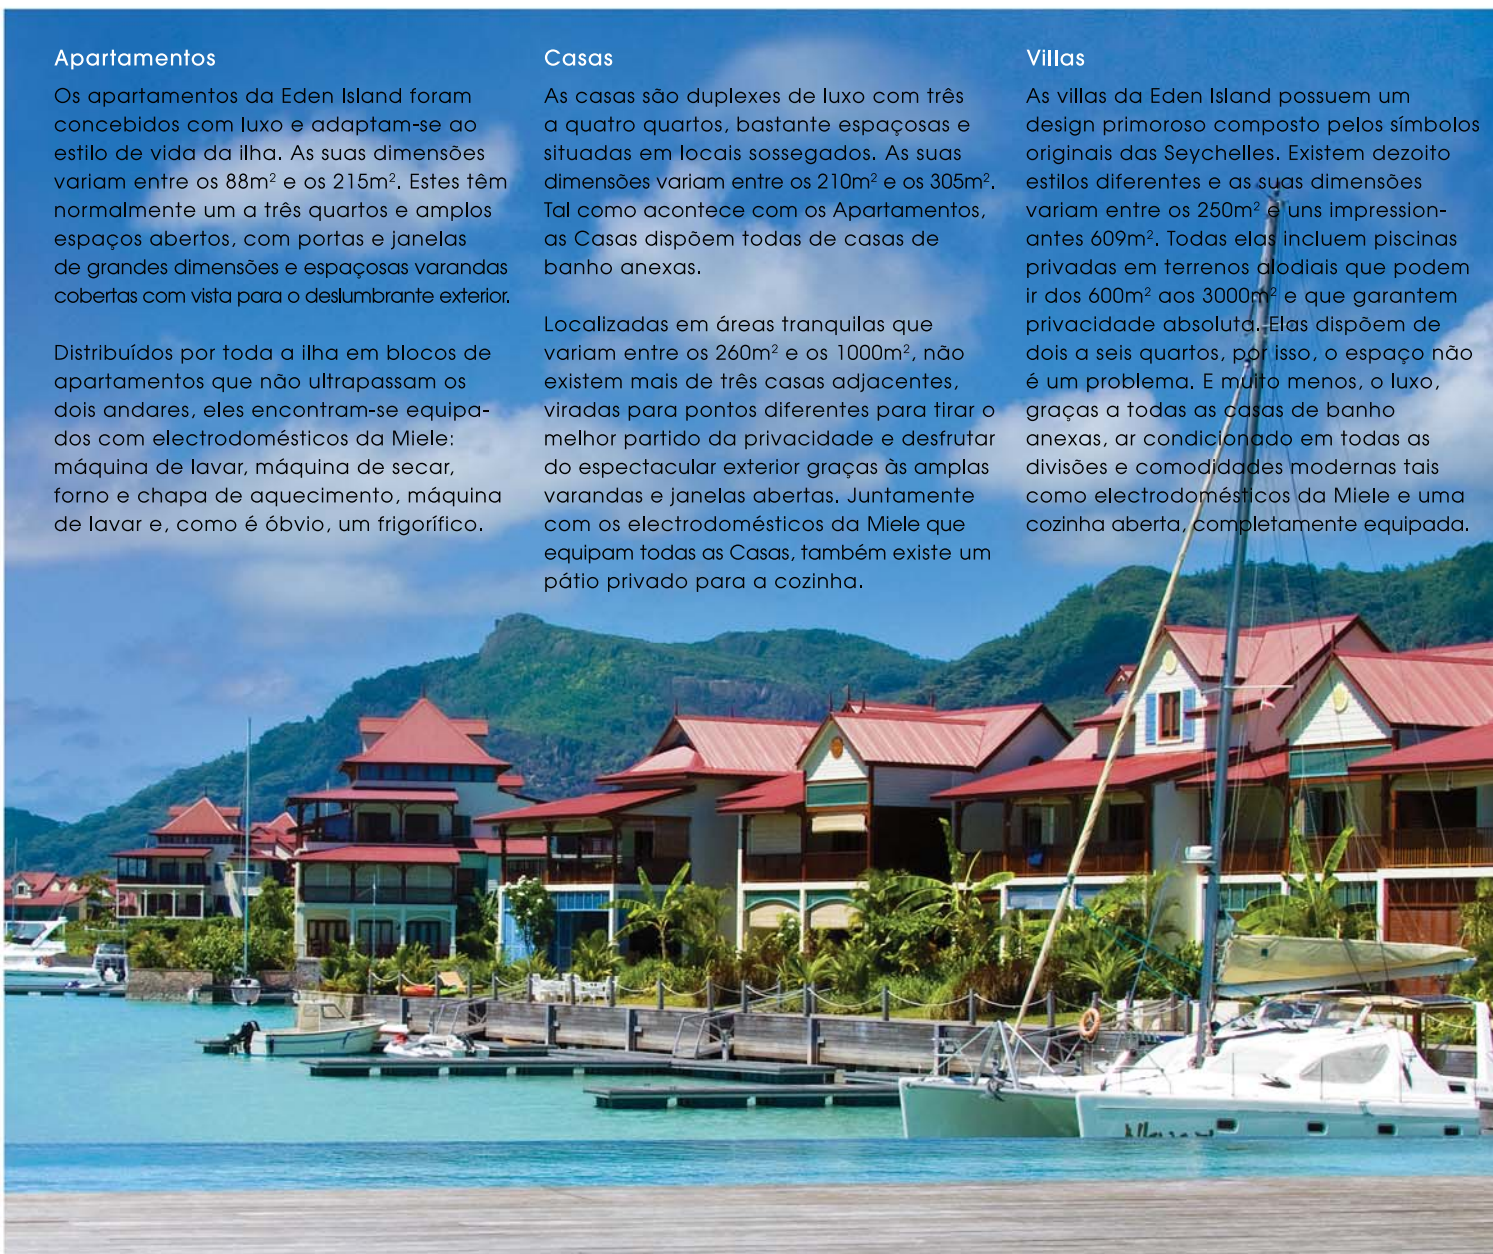 Apartamentos
Os apartamentos da Eden Island foram
concebidos com luxo e adaptam-se ao
estilo de vida da ilha. As suas dimensões
variam entre os 88m² e os 215m². Estes têm
normalmente um a três quartos e amplos
espaços abertos, com portas e janelas
de grandes dimensões e espaçosas varandas
cobertas com vista para o deslumbrante exterior.
Distribuídos por toda a ilha em blocos de
apartamentos que não ultrapassam os
dois andares, eles encontram-se equipa-
dos com electrodomésticos da Miele:
máquina de lavar, máquina de secar,
forno e chapa de aquecimento, máquina
de lavar e, como é óbvio, um frigorífico.
Casas
As casas são duplexes de luxo com três
a quatro quartos, bastante espaçosas e
situadas em locais sossegados. As suas
dimensões variam entre os 210m² e os 305m².
Tal como acontece com os Apartamentos,
as Casas dispõem todas de casas de
banho anexas.
Localizadas em áreas tranquilas que
variam entre os 260m² e os 1000m², não
existem mais de três casas adjacentes,
viradas para pontos diferentes para tirar o
melhor partido da privacidade e desfrutar
do espectacular exterior graças às amplas
varandas e janelas abertas. Juntamente
com os electrodomésticos da Miele que
equipam todas as Casas, também existe um
pátio privado para a cozinha.
Villas
As villas da Eden Island possuem um
design primoroso composto pelos símbolos
originais das Seychelles. Existem dezoito
estilos diferentes e as suas dimensões
variam entre os 250m² e uns impression-
antes 609m². Todas elas incluem piscinas
privadas em terrenos alodiais que podem
ir dos 600m² aos 3000m² e que garantem
privacidade absoluta. Elas dispõem de
dois a seis quartos, por isso, o espaço não
é um problema. E muito menos, o luxo,
graças a todas as casas de banho
anexas, ar condicionado em todas as
divisões e comodidades modernas tais
como electrodomésticos da Miele e uma
cozinha aberta, completamente equipada.